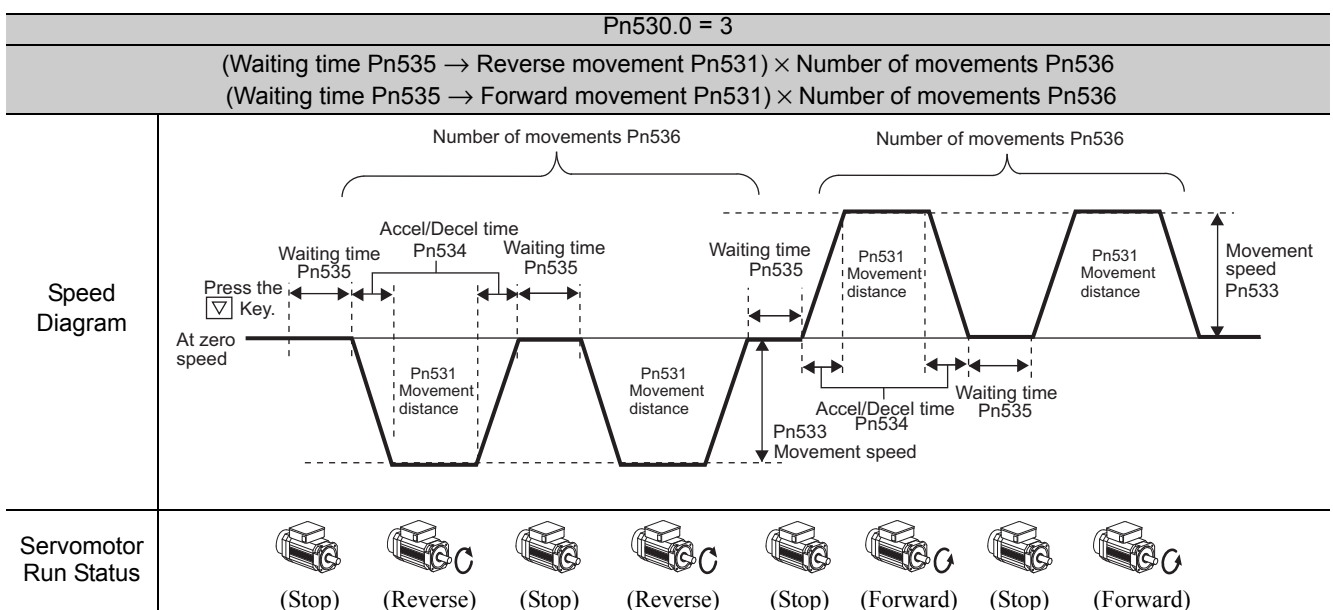 Pn530.0 = 3
(Waiting time Pn535 → Reverse movement Pn531) × Number of movements Pn536
(Waiting time Pn535 → Forward movement Pn531) × Number of movements Pn536
Speed
Diagram
Number of movements Pn536
Number of movements Pn536
Waiting time
Pn535
Accel/Decel time
Pn534
Waiting time
Pn535
Waiting time
Pn535
Pn531
Movement
distance
Pn531
Movement
distance
Movement
speed
Pn533
Press the
▽ Key.
At zero
speed
Pn531
Movement
distance
Pn531
Movement
distance
Accel/Decel time
Pn534
Waiting time
Pn535
Pn533
Movement speed
Servomotor
Run Status
(Stop) (Reverse) (Stop) (Reverse) (Stop) (Forward) (Stop) (Forward)